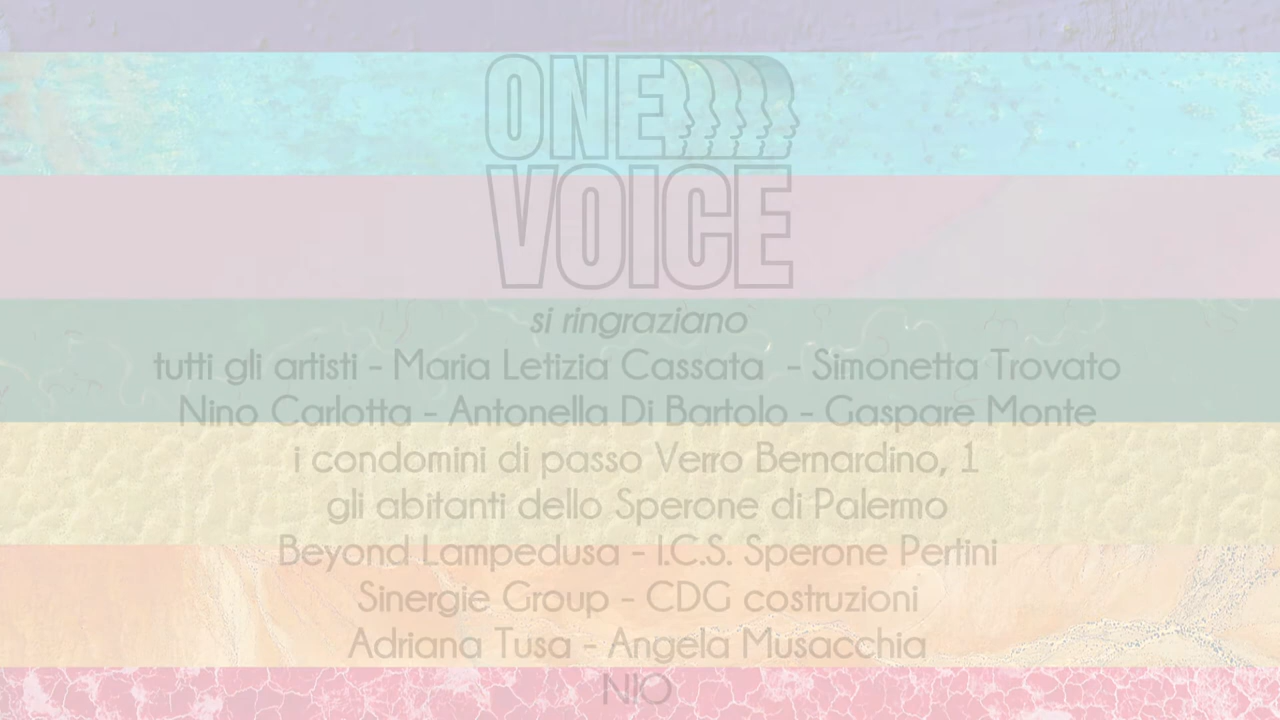 ONE
VOICE
si ringraziano
tutti gli artisti - Maria Letizia Cassata - Simonetta Trovato
Nino Carlotta - Antonella Di Bartolo - Gaspare Monte
i condomini di passo Verro Bernardino, 1
gli abitanti dello Sperone di Palermo
Beyond Lampedusa - I.C.S. Sperone Pertini
Sinergie Group - CDG costruzioni
Adriana Tusa - Angela Musacchia
NIO